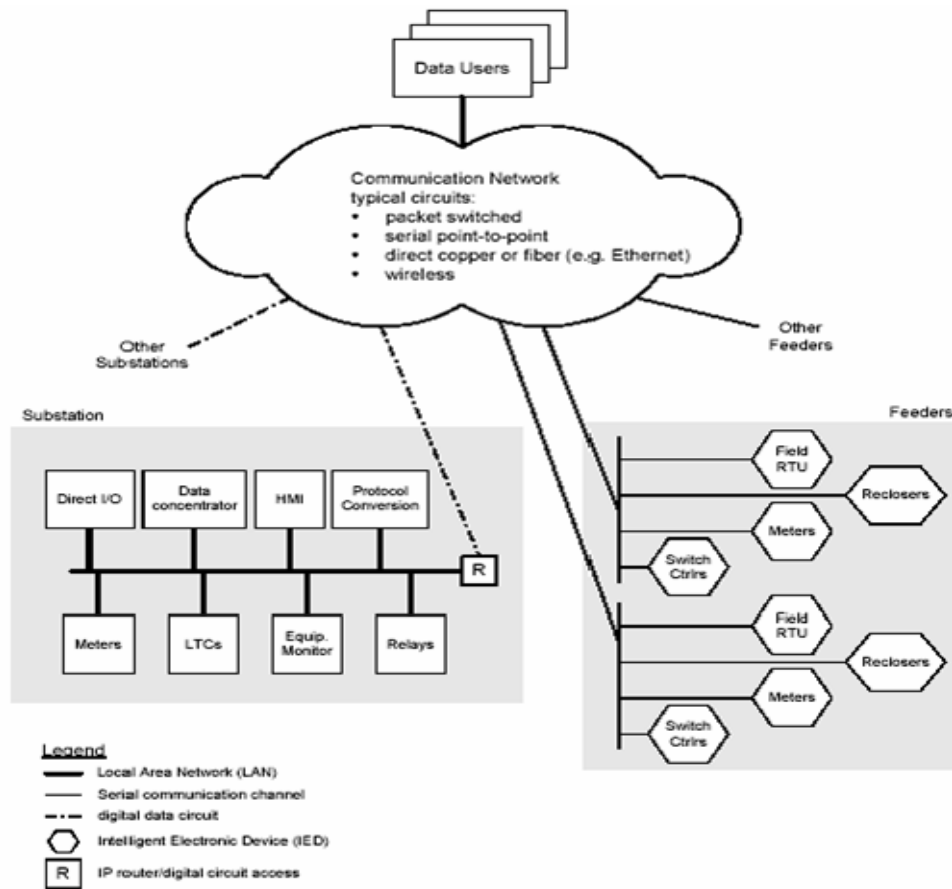 Data Users
Communication Network
typical circuits:
• packet switched
• serial point-to-point
• direct copper or fiber (e.g. Ethernet)
• wireless
Other
Substations
Other
Feeders
Substation
Feeders
Direct I/O
Data
concentrator
HMI
Protocol
Conversion
R
Meters
LTCs
Equip.
Monitor
Relays
Field
RTU
Reclosers
Meters
Switch
Ctrlrs
Field
RTU
Reclosers
Meters
Switch
Ctrlrs
Legend
Local Area Network (LAN)
Serial communication channel
digital data circuit
Intelligent Electronic Device (IED)
R IP router/digital circuit access